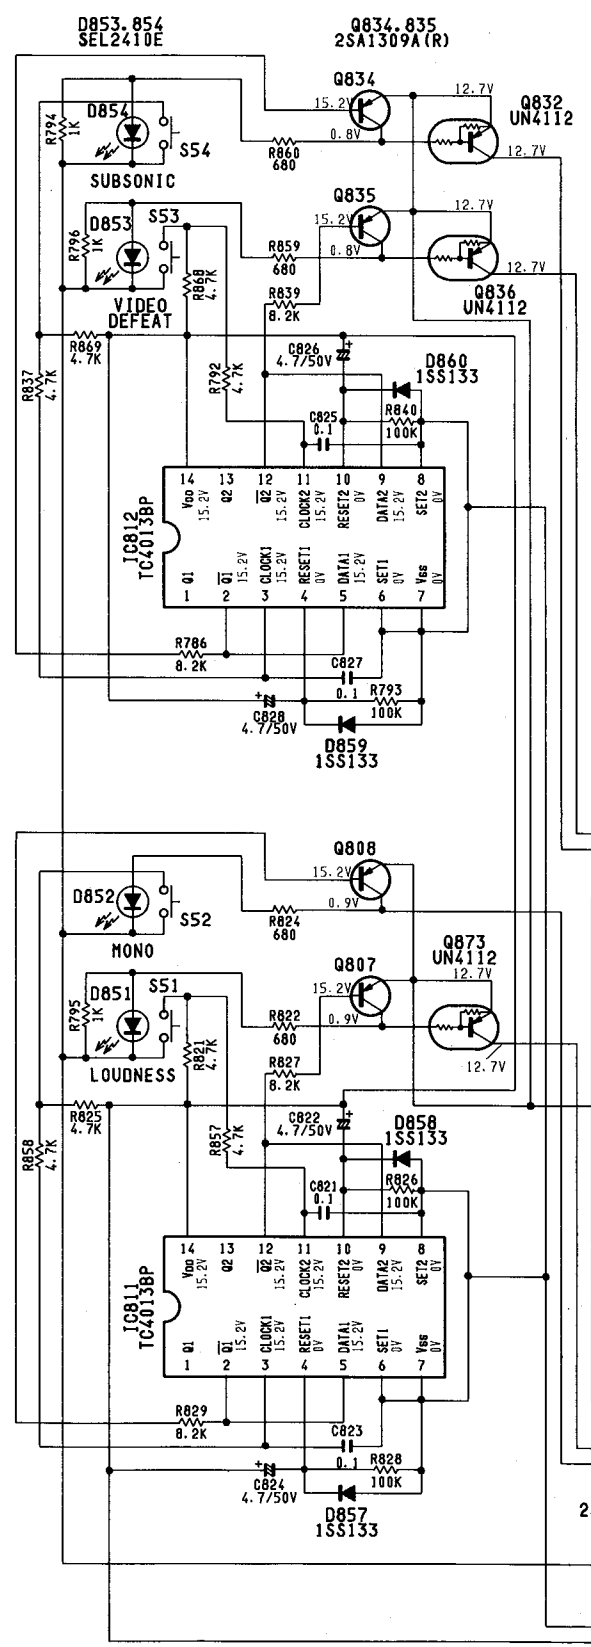 D853.854
SEL2410E
Q834.835
2SA1309A(R)
Q834
15.2V
12.7V
Q832
UN4112
R794
1K
D854
S54
0.8V
R860
680
12.7V
SUBSONIC
Q835
15.2V
12.7V
D853
S53
R796
1K
R859
680
0.8V
12.7V
R868
4.7K
R839
8.2K
Q836
UN4112
VIDEO
DEFEAT
R869
4.7K
R837
4.7K
R792
4.7K
C826
4.7/50V
+
D860
1SS133
C825
0.1
R840
100K
14
13
12
11
10
9
8
VDD
15.2V
Q2
Q2
15.2V
CLOCK2
15.2V
RESET2
0V
DATA2
15.2V
SET2
0V
IC812
TC4013BP
Q1
Q1
15.2V
CLOCK1
15.2V
RESET1
0V
DATA1
15.2V
SET1
0V
VSS
0V
1
2
3
4
5
6
7
R786
8.2K
C827
0.1
R793
100K
+
C828
4.7/50V
D859
1SS133
Q808
15.2V
D852
S52
0.9V
R824
680
MONO
Q807
Q873
UN4112
12.7V
15.2V
D851
S51
R795
1K
R822
680
0.9V
12.7V
R821
4.7K
R827
8.2K
LOUDNESS
R825
4.7K
R858
4.7K
R857
4.7K
C822
4.7/50V
+
D858
1SS133
C821
0.1
R826
100K
14
13
12
11
10
9
8
VDD
15.2V
Q2
Q2
15.2V
CLOCK2
15.2V
RESET2
0V
DATA2
15.2V
SET2
0V
IC811
TC4013BP
Q1
Q1
15.2V
CLOCK1
15.2V
RESET1
0V
DATA1
15.2V
SET1
0V
VSS
0V
1
2
3
4
5
6
7
R829
8.2K
C823
0.1
R828
100K
+
C824
4.7/50V
D857
1SS133
2